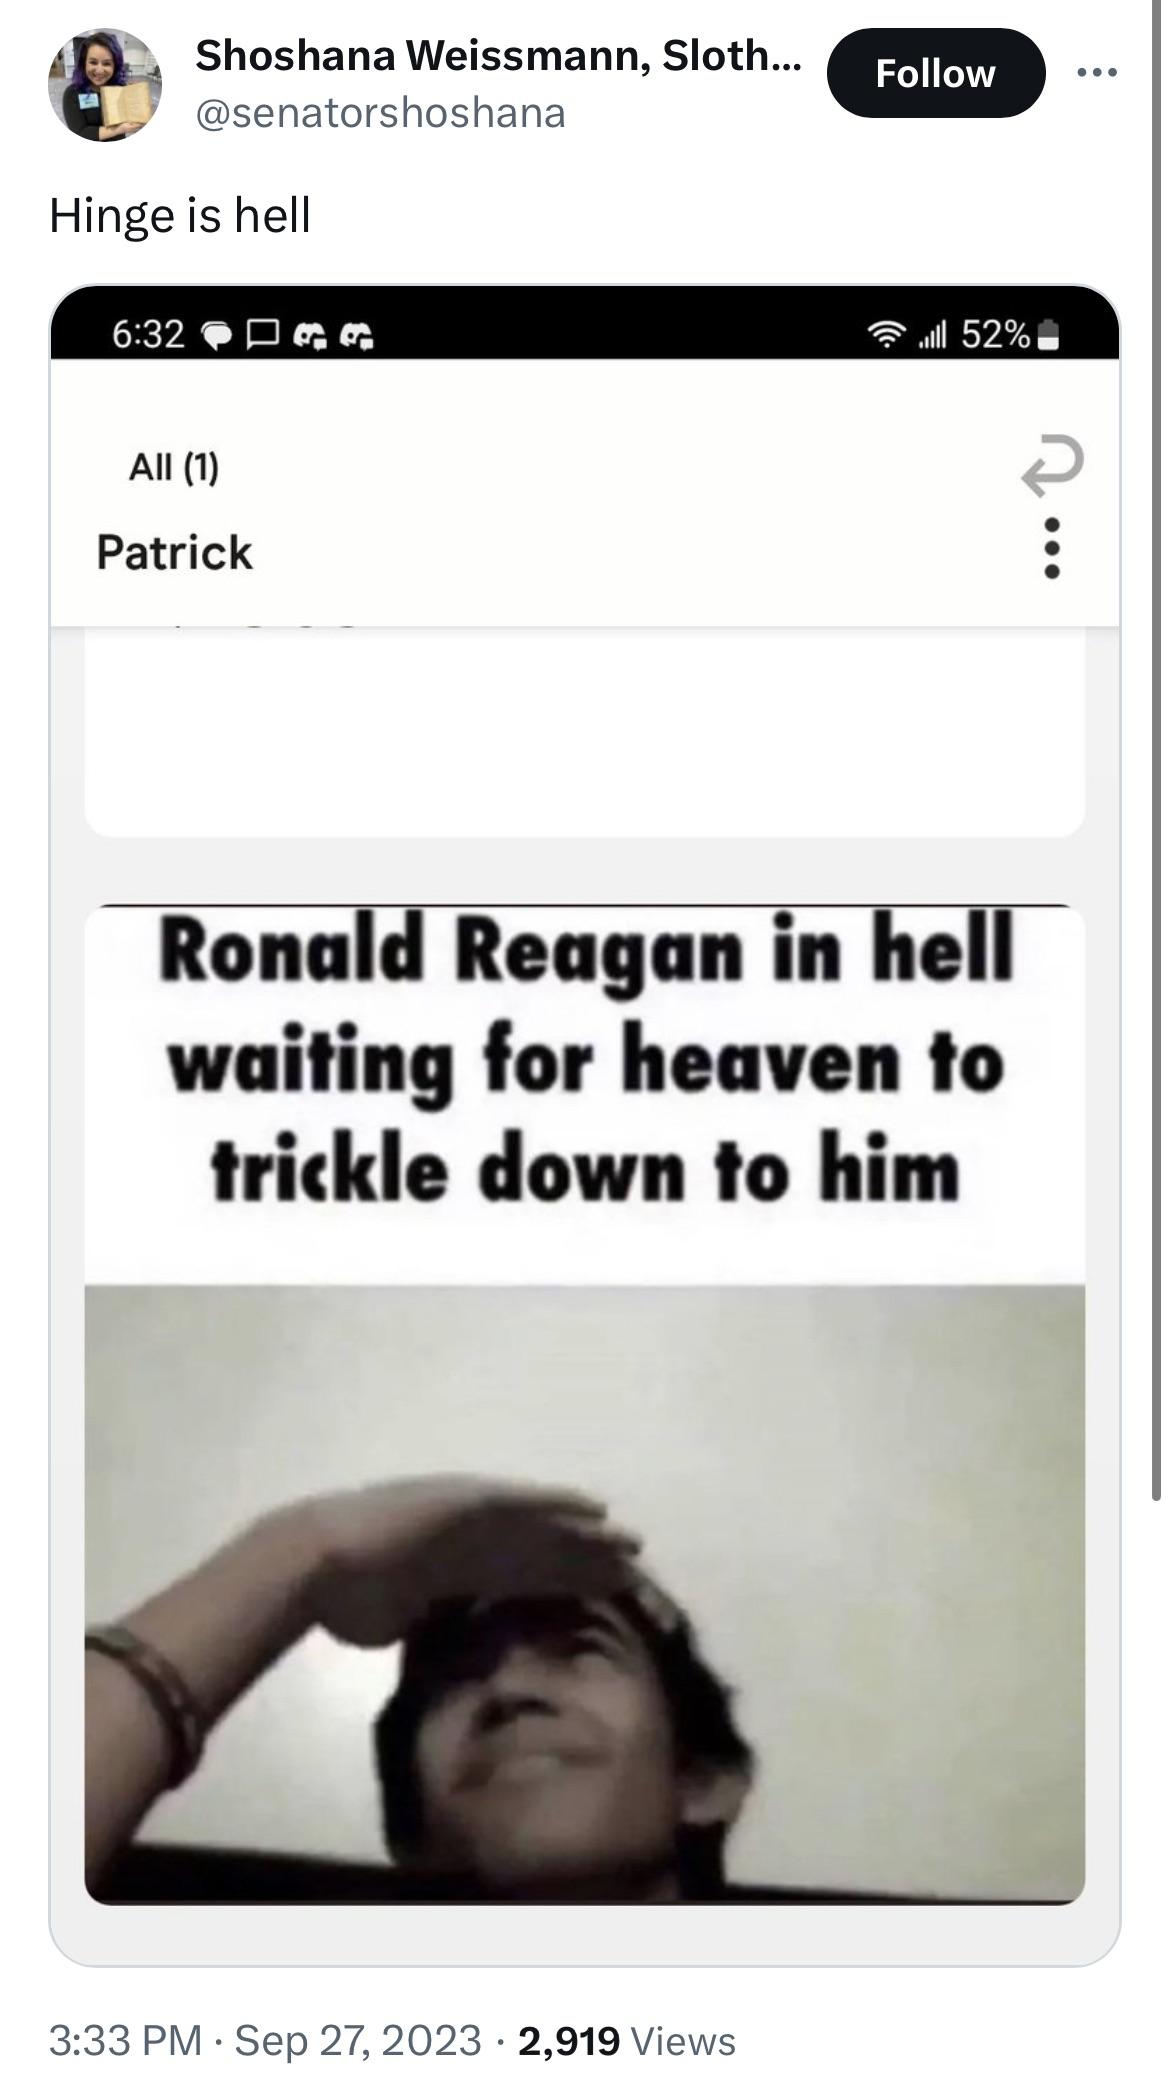 Shoshana Weissmann, Sloth...
Follow
@senatorshoshana
Hinge is hell
6:32
52%
All (1)
Patrick
Ronald Reagan in hell
waiting for heaven to
trickle down to him
3:33 PM · Sep 27, 2023 · 2,919 Views